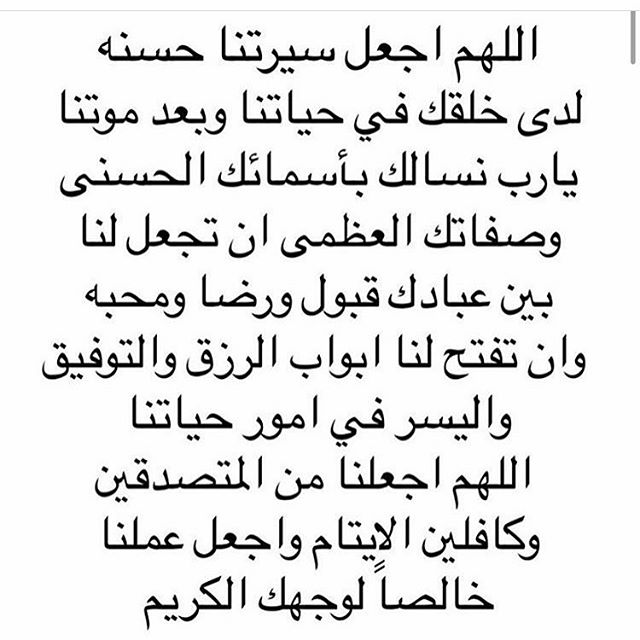 اللهم اجعل سيرتنا حسنه
لدى خلقك في حياتنا وبعد موتنا
يارب نسالك بأسمائك الحسنى
وصفاتك العظمى ان تجعل لنا
بين عبادك قبول ورضا ومحبه
وان تفتح لنا ابواب الرزق والتوفيق
واليسر في امور حياتنا
اللهم اجعلنا من المتصدقين
وكافلين الايتام واجعل عملنا
خالصاً لوجهك الكريم